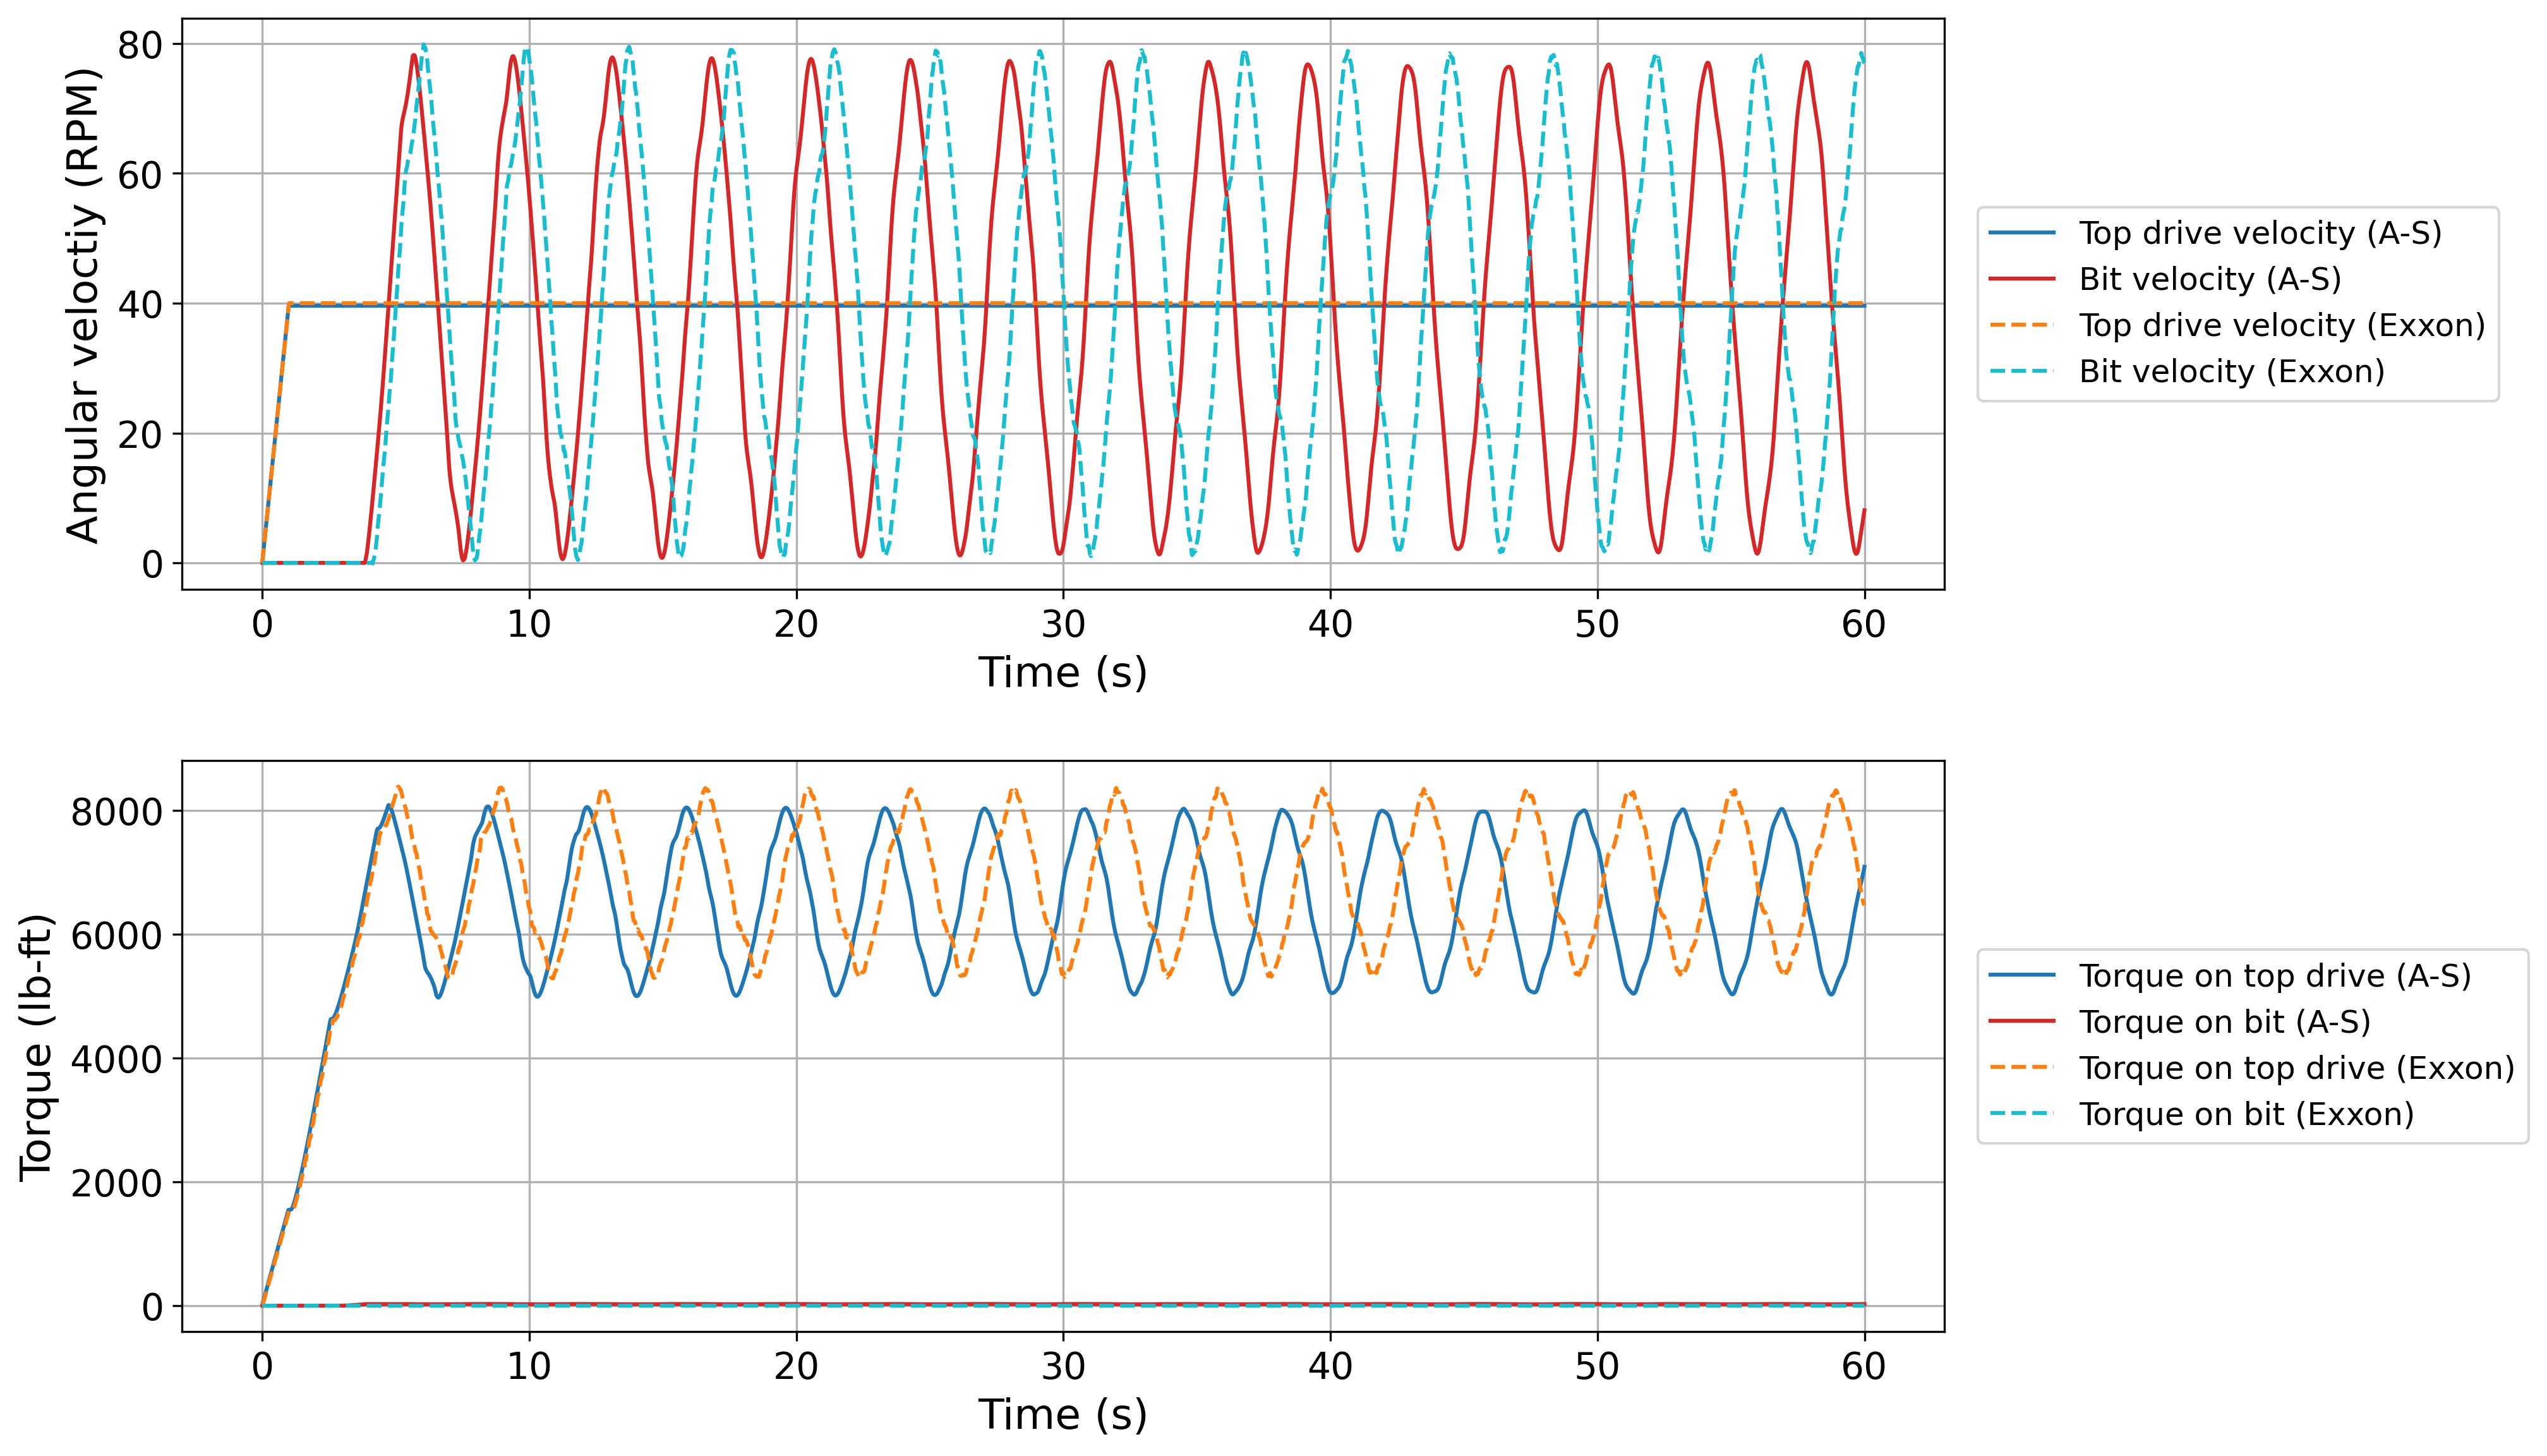 80
60
40
20
0
Angular veloctiy (RPM)
0 10 20 30 40 50 60
Time (s)
Top drive velocity (A-S)
Bit velocity (A-S)
Top drive velocity (Exxon)
Bit velocity (Exxon)
8000
6000
4000
2000
0
Torque (lb-ft)
0 10 20 30 40 50 60
Time (s)
Torque on top drive (A-S)
Torque on bit (A-S)
Torque on top drive (Exxon)
Torque on bit (Exxon)